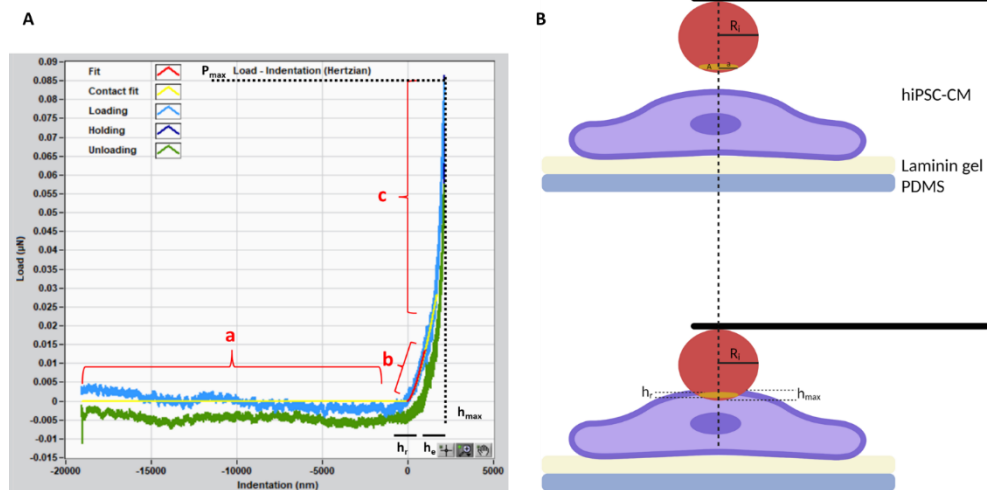 A
Pmax Load - Indentation (Hertzian)
Fit
Contact fit
Loading
Holding
Unloading
0.09
0.085
0.08
0.075
0.07
0.065
0.06
0.055
0.05
0.045
0.04
0.035
0.03
0.025
0.02
0.015
0.01
0.005
0
-0.005
-0.01
-0.015
Load (µN)
a
b
c
hmax
hr
he
-20000
-15000
-10000
-5000
0
5000
Indentation (nm)
B
Ri
A
hiPSC-CM
Laminin gel
PDMS
Ri
hr
hmax